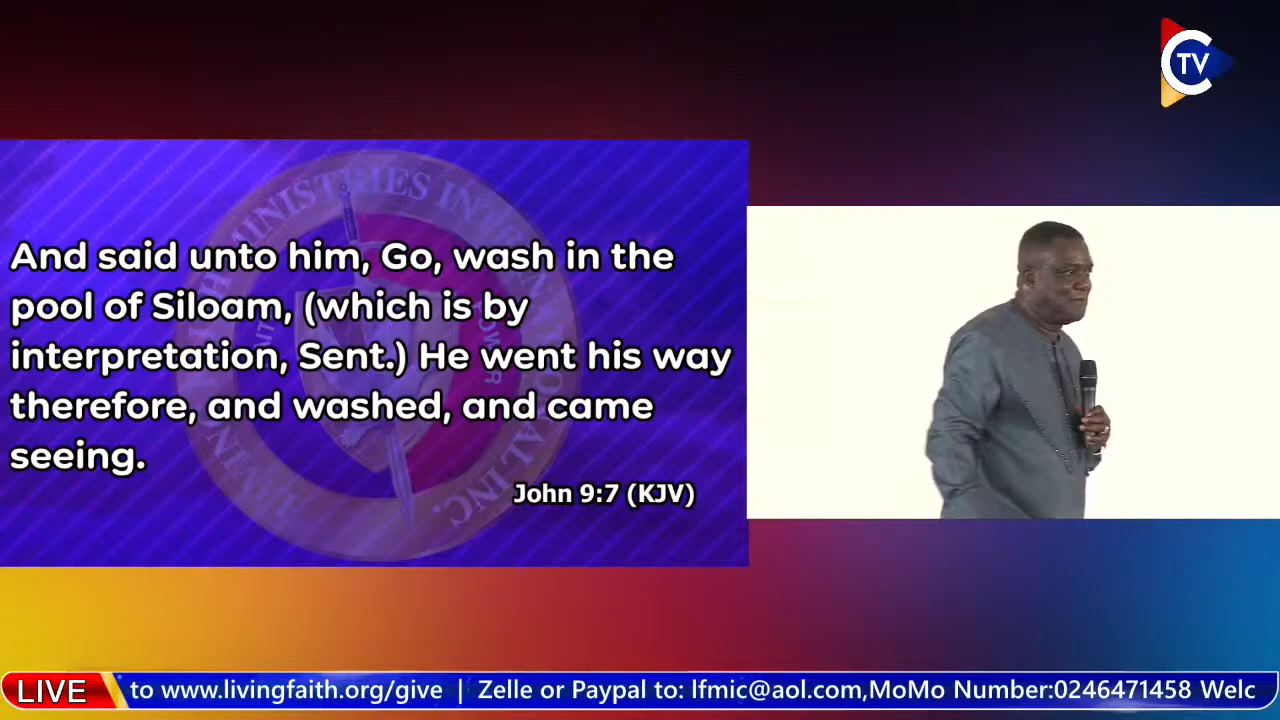 TV
And said unto him, Go, wash in the
pool of Siloam, (which is by
interpretation, Sent.) He went his way
therefore, and washed, and came
seeing.
John 9:7 (KJV)
LIVE
to www.livingfaith.org/give | Zelle or Paypal to: lfmic@aol.com,MoMo Number:0246471458 Welc